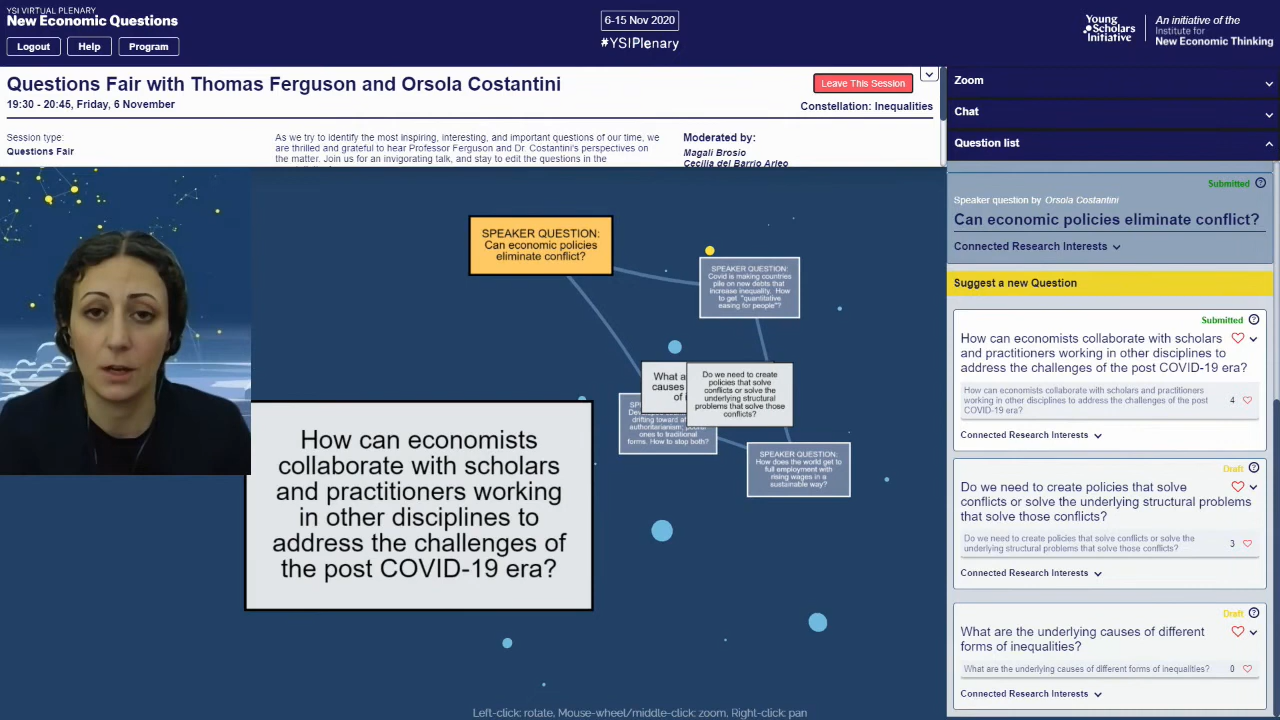 YSI VIRTUAL PLENARY
New Economic Questions
Logout
Help
Program
6-15 Nov 2020
#YSIPlenary
Young
Scholars
Initiative
An initiative of the
Institute for
New Economic Thinking
Questions Fair with Thomas Ferguson and Orsola Costantini
19:30 - 20:45, Friday, 6 November
Leave This Session
Constellation: Inequalities
Session type:
Questions Fair
As we try to identify the most inspiring, interesting, and important questions of our time, we
are thrilled and grateful to hear Professor Ferguson and Dr. Costantini's perspectives on
the matter. Join us for an invigorating talk, and stay to edit the questions in the
Moderated by:
Magali Brosio
Cecilia del Barrio Arleo
SPEAKER QUESTION:
Can economic policies
eliminate conflict?
SPEAKER QUESTION:
Covid is making countries
pile on new debts that
increase inequality. How
to get "quantitative
easing for people"?
What a
causes
of i
Do we need to create
policies that solve
conflicts or solve the
underlying structural
problems that solve those
conflicts?
drifting toward
authoritarianism,
ones to traditional
forms. How to stop both?
SPEAKER QUESTION:
How does the world get to
full employment with
rising wages in a
sustainable way?
How can economists
collaborate with scholars
and practitioners working
in other disciplines to
address the challenges of
the post COVID-19 era?
Left-click: rotate, Mouse-wheel/middle-click: zoom, Right-click: pan
Zoom
Chat
Question list
Submitted
Speaker question by Orsola Costantini
Can economic policies eliminate conflict?
Connected Research Interests
Suggest a new Question
Submitted
How can economists collaborate with scholars
and practitioners working in other disciplines to
address the challenges of the post COVID-19 era?
How can economists collaborate with scholars and practitioners
working in other disciplines to address the challenges of the post
COVID-19 era?
4
Connected Research Interests
Draft
Do we need to create policies that solve
conflicts or solve the underlying structural problems
that solve those conflicts?
Do we need to create policies that solve conflicts or solve the
underlying structural problems that solve those conflicts?
3
Connected Research Interests
Draft
What are the underlying causes of different
forms of inequalities?
What are the underlying causes of different forms of inequalities?
0
Connected Research Interests